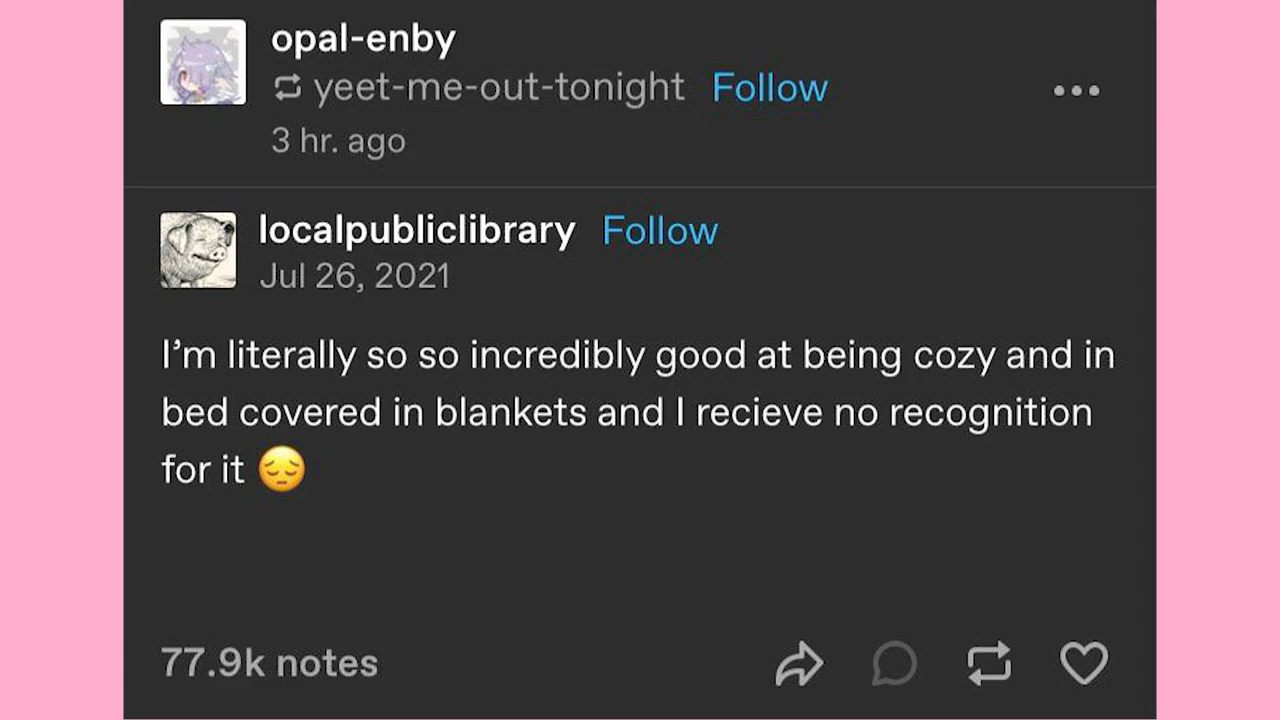 opal-enby
yeet-me-out-tonight Follow
3 hr. ago
localpubliclibrary Follow
Jul 26, 2021
I’m literally so so incredibly good at being cozy and in
bed covered in blankets and I recieve no recognition
for it 😔
77.9k notes